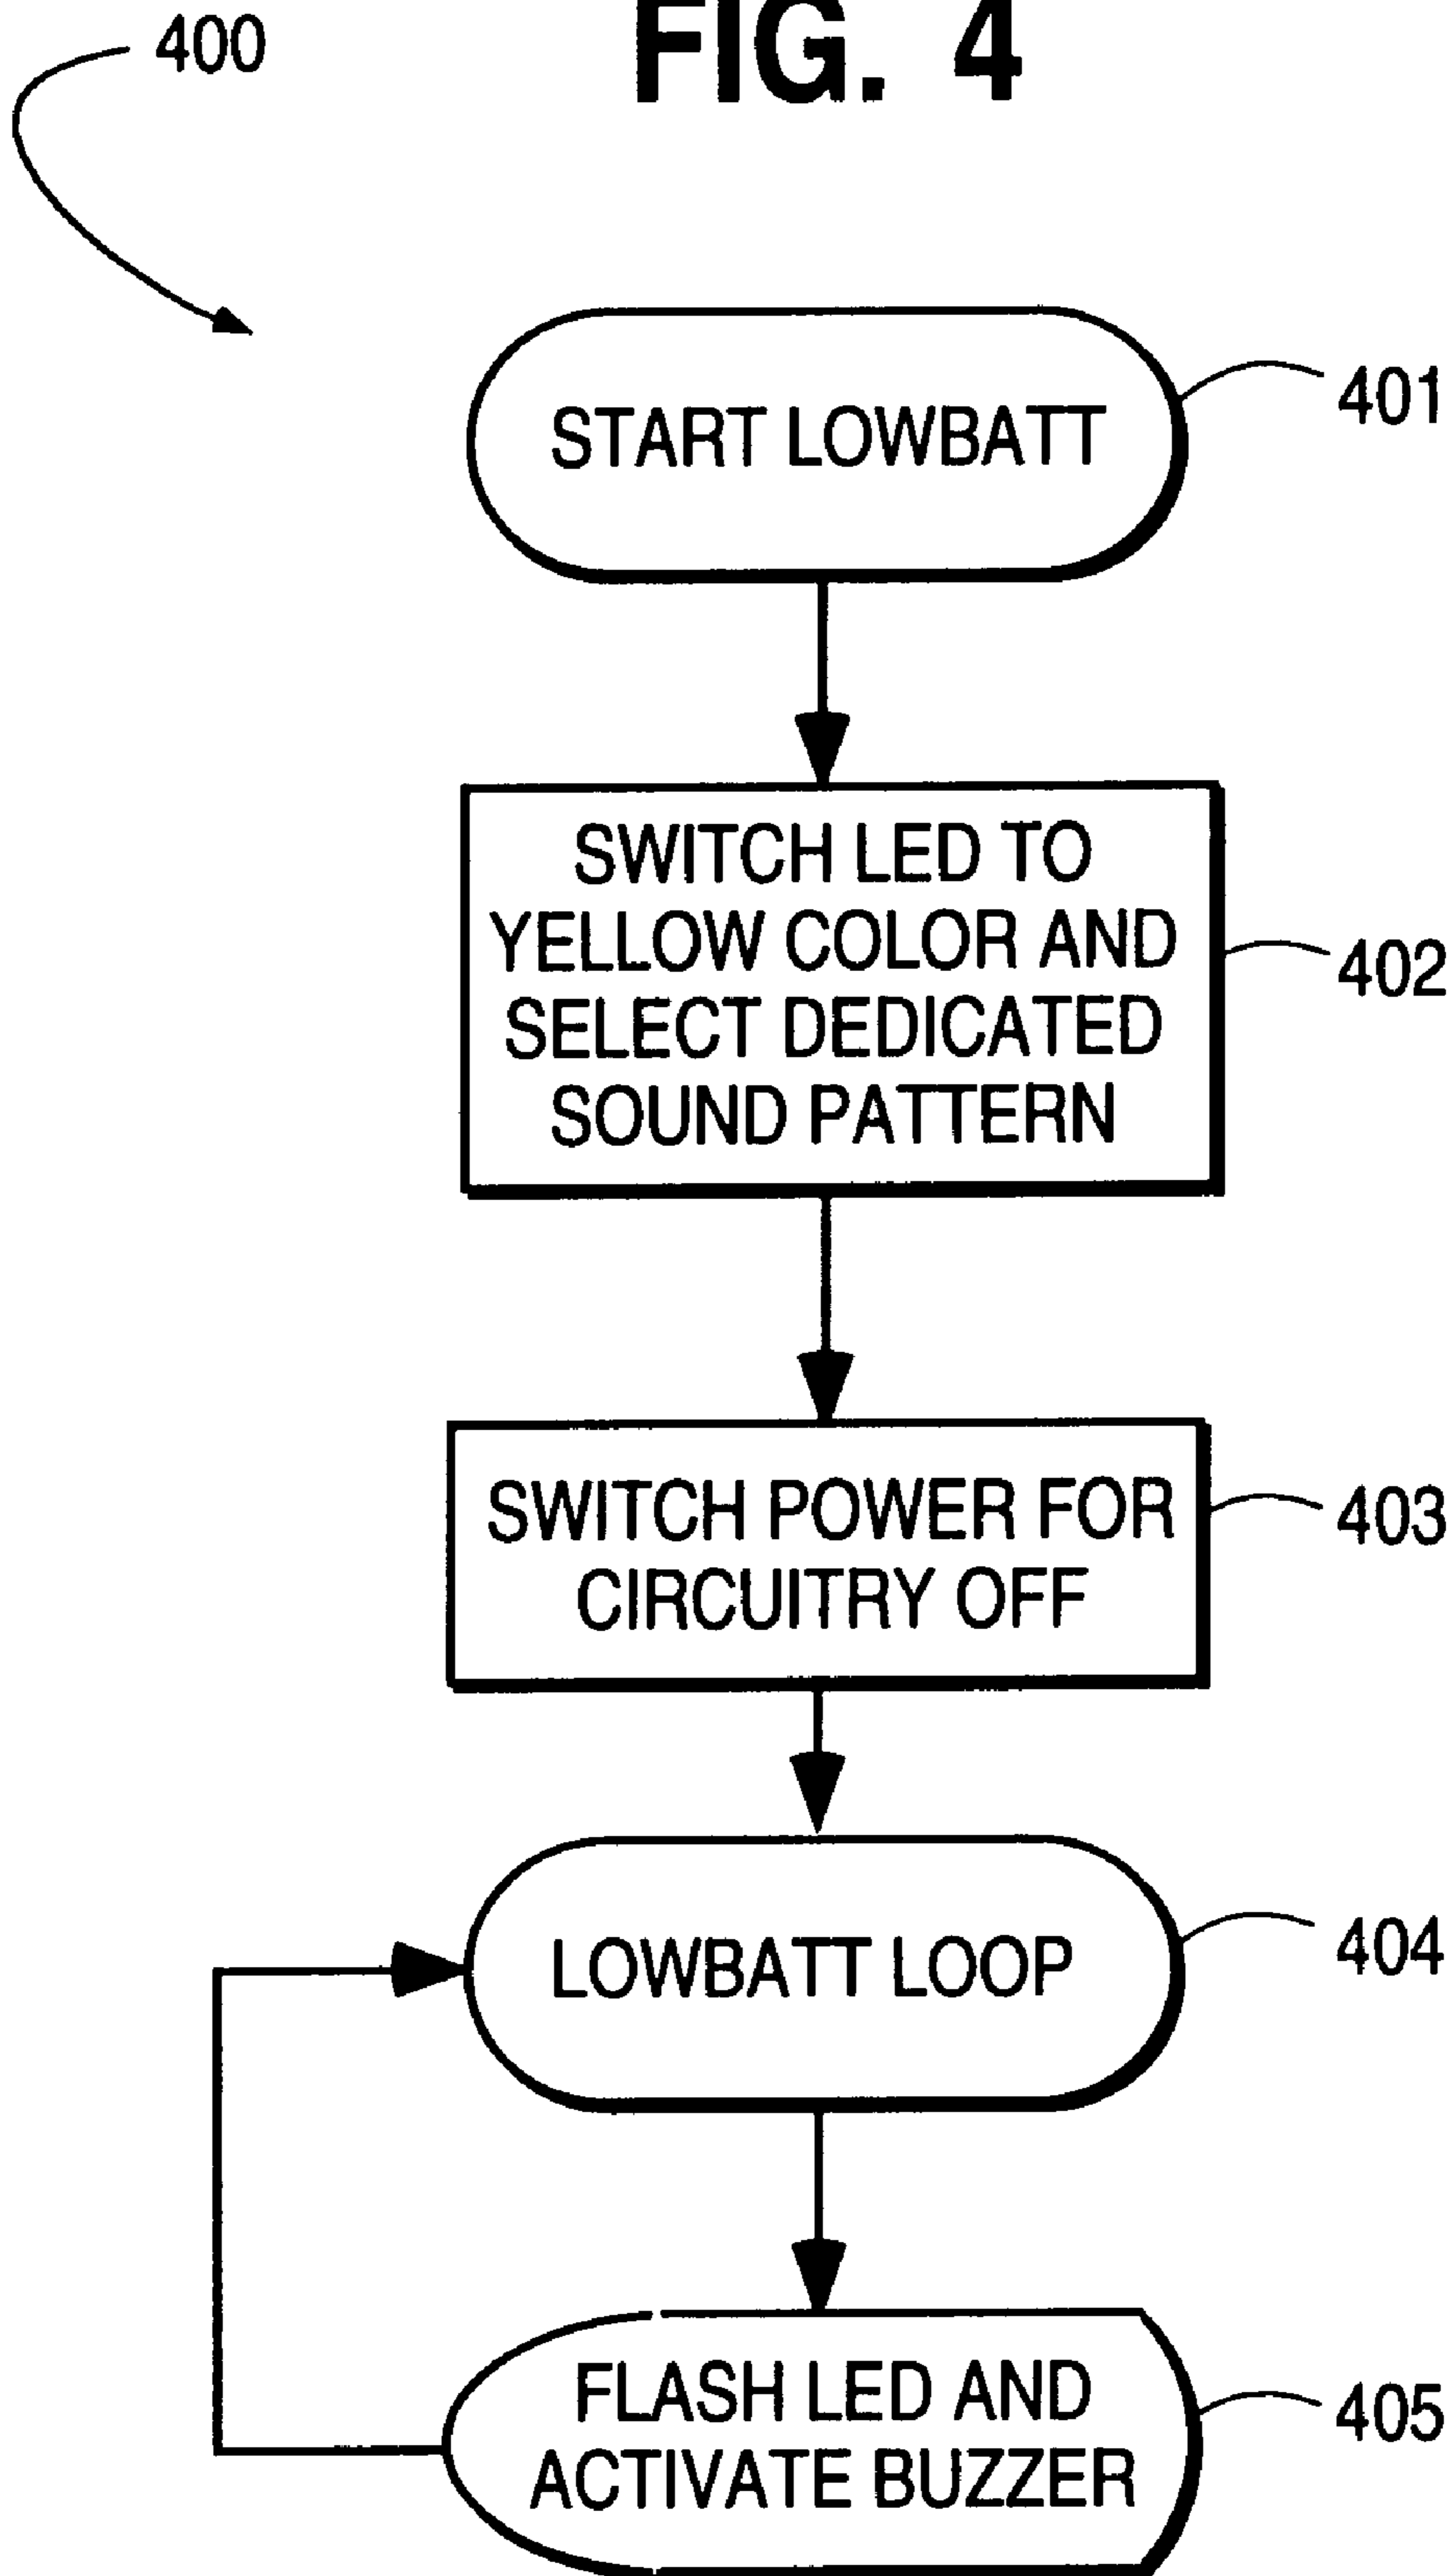 FIG. 4
400
START LOWBATT
401
SWITCH LED TO
YELLOW COLOR AND
SELECT DEDICATED
SOUND PATTERN
402
SWITCH POWER FOR
CIRCUITRY OFF
403
LOWBATT LOOP
404
FLASH LED AND
ACTIVATE BUZZER
405